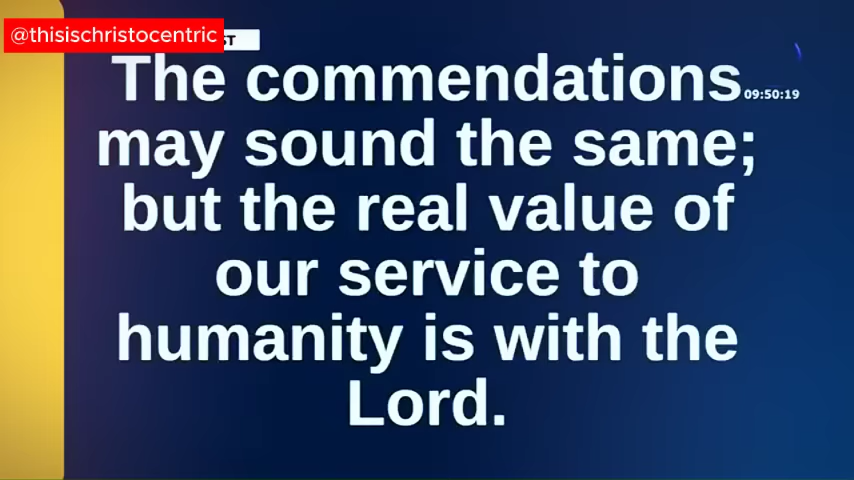 @thisischristocentric
ST
The commendations
09:50:19
may sound the same;
but the real value of
our service to
humanity is with the
Lord.